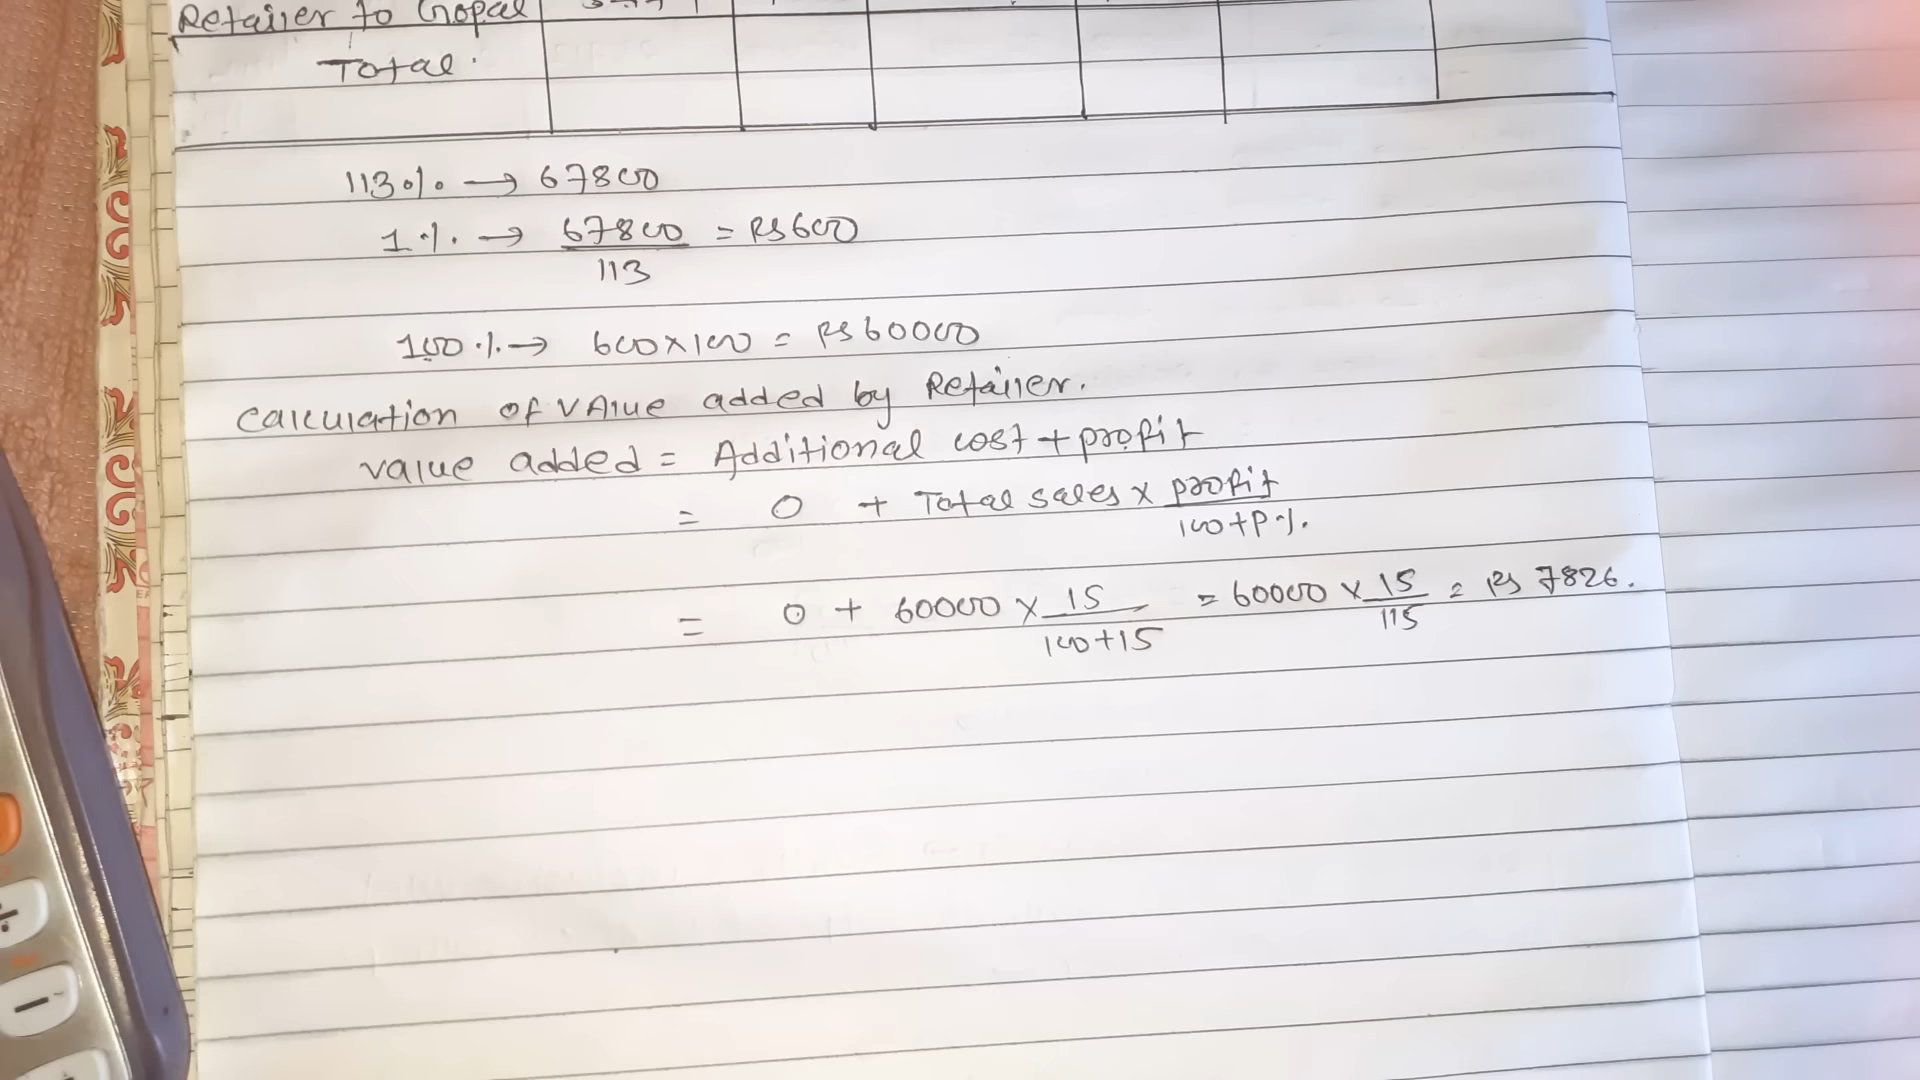 Retailer to Gopal
Total.
113% → 67800
1% → 67800 = Rs 600
113
100% → 600 x 100 = Rs 60000
Calculation of value added by Retailer.
value added = Additional cost + profit
= 0 + Total sales x profit
100+P%.
= 0 + 60000 x 15 = 60000 x 15 = Rs 7826.
100+15 115